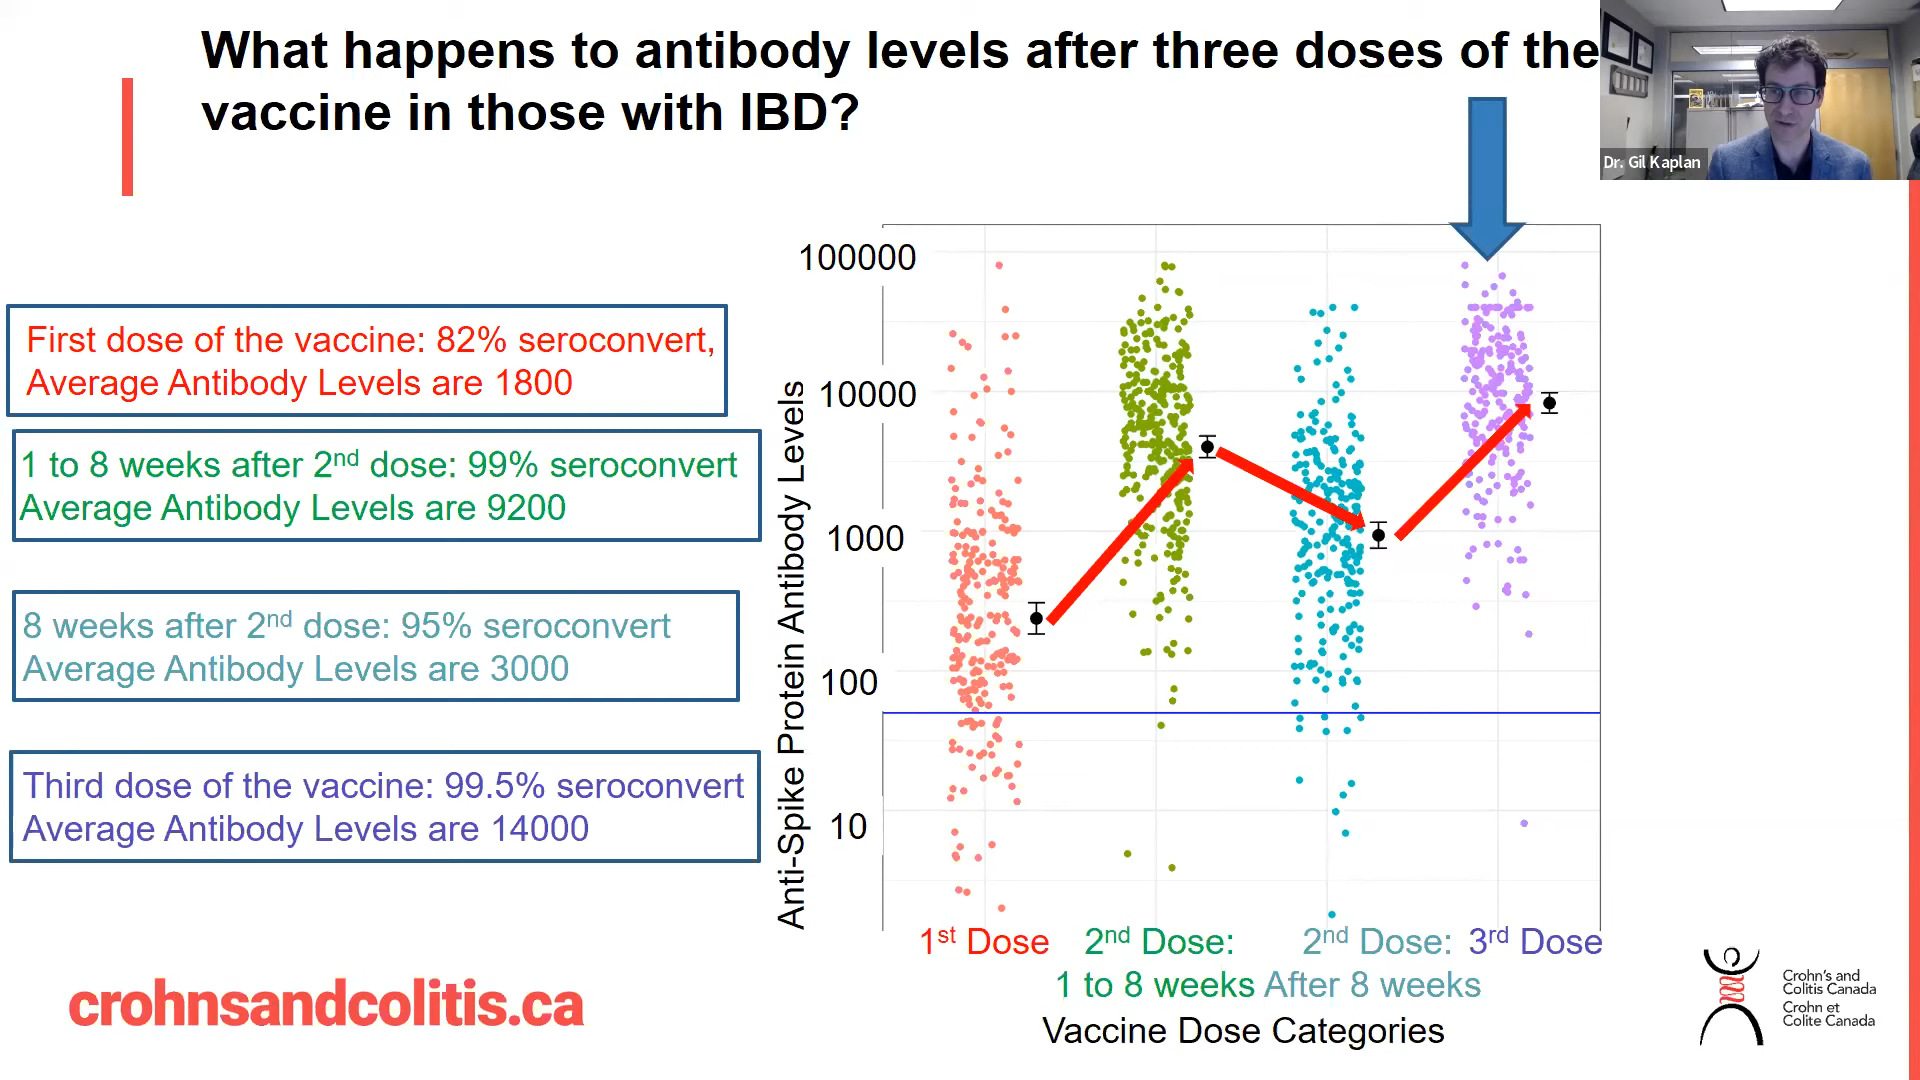 What happens to antibody levels after three doses of the
vaccine in those with IBD?
Dr. Gil Kaplan
First dose of the vaccine: 82% seroconvert,
Average Antibody Levels are 1800
1 to 8 weeks after 2nd dose: 99% seroconvert
Average Antibody Levels are 9200
8 weeks after 2nd dose: 95% seroconvert
Average Antibody Levels are 3000
Third dose of the vaccine: 99.5% seroconvert
Average Antibody Levels are 14000
Anti-Spike Protein Antibody Levels
100000
10000
1000
100
10
1st Dose
2nd Dose:
1 to 8 weeks
2nd Dose:
After 8 weeks
3rd Dose
Vaccine Dose Categories
crohnsandcolitis.ca
Crohn's and
Colitis Canada
Crohn et
Colite Canada